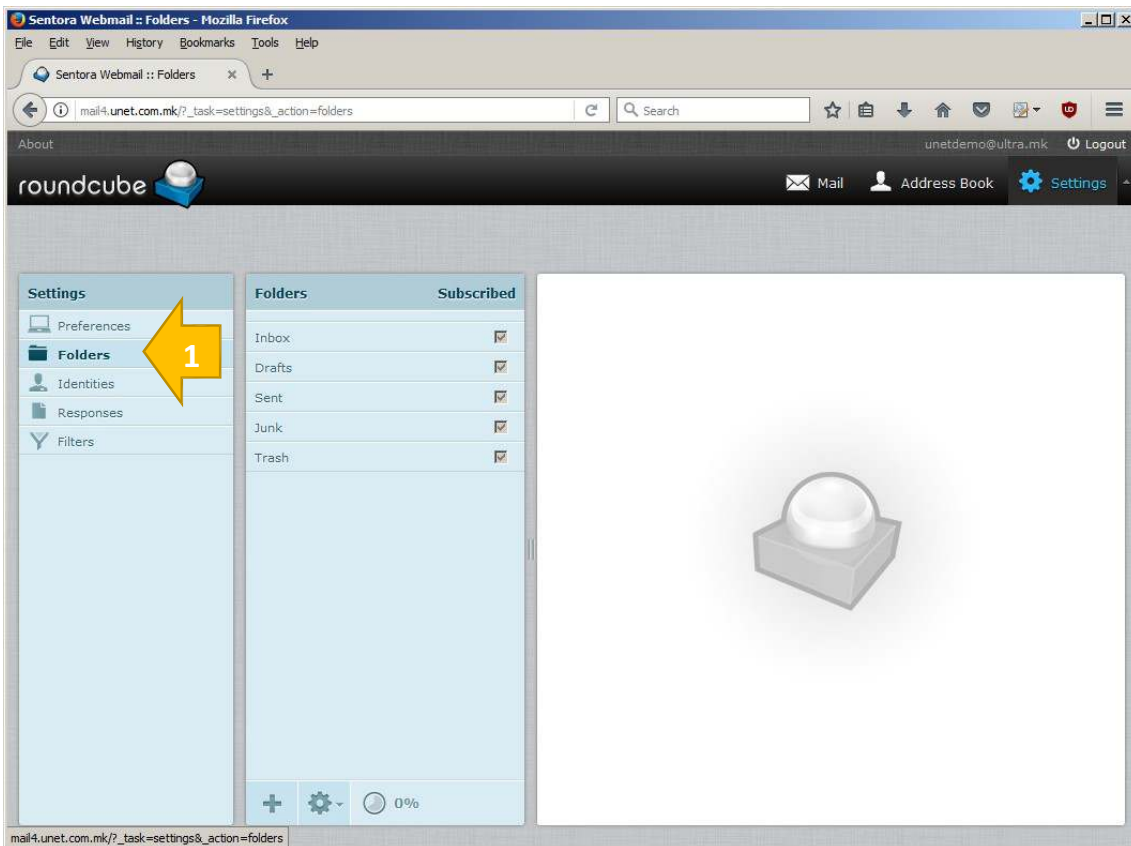 Sentora Webmail :: Folders - Mozilla Firefox
File Edit View History Bookmarks Tools Help
Sentora Webmail :: Folders
mail4.unet.com.mk/?_task=settings&_action=folders
Search
About
unetdemo@ultra.mk Logout
roundcube
Mail Address Book Settings
Settings
Preferences
Folders
1
Identities
Responses
Filters
Folders Subscribed
Inbox
Drafts
Sent
Junk
Trash
0%
mail4.unet.com.mk/?_task=settings&_action=folders